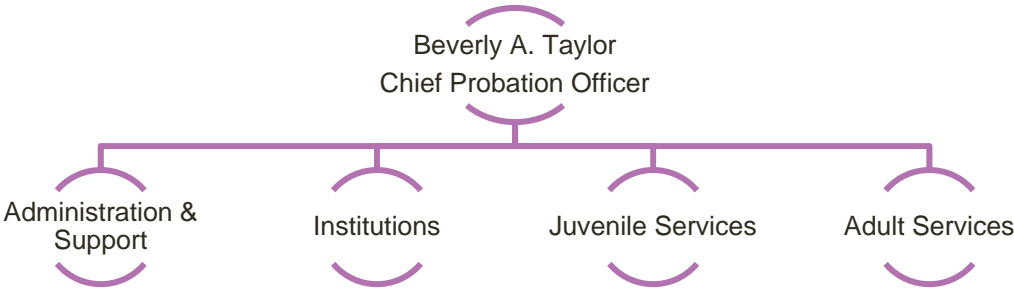 Beverly A. Taylor
Chief Probation Officer
Administration &
Support
Institutions
Juvenile Services
Adult Services